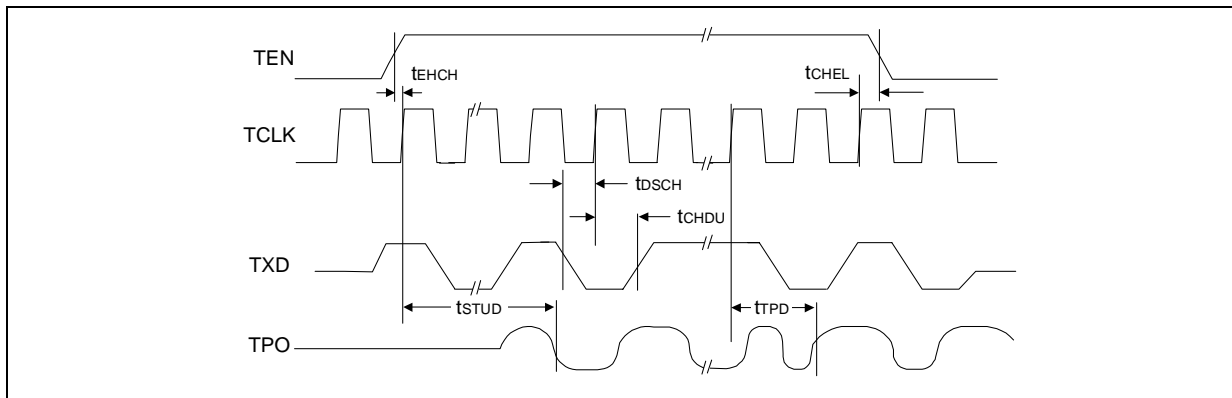 TEN
tEHCH
tCHEL
TCLK
tDSCH
tCHDU
TXD
tSTUD
tTPD
TPO